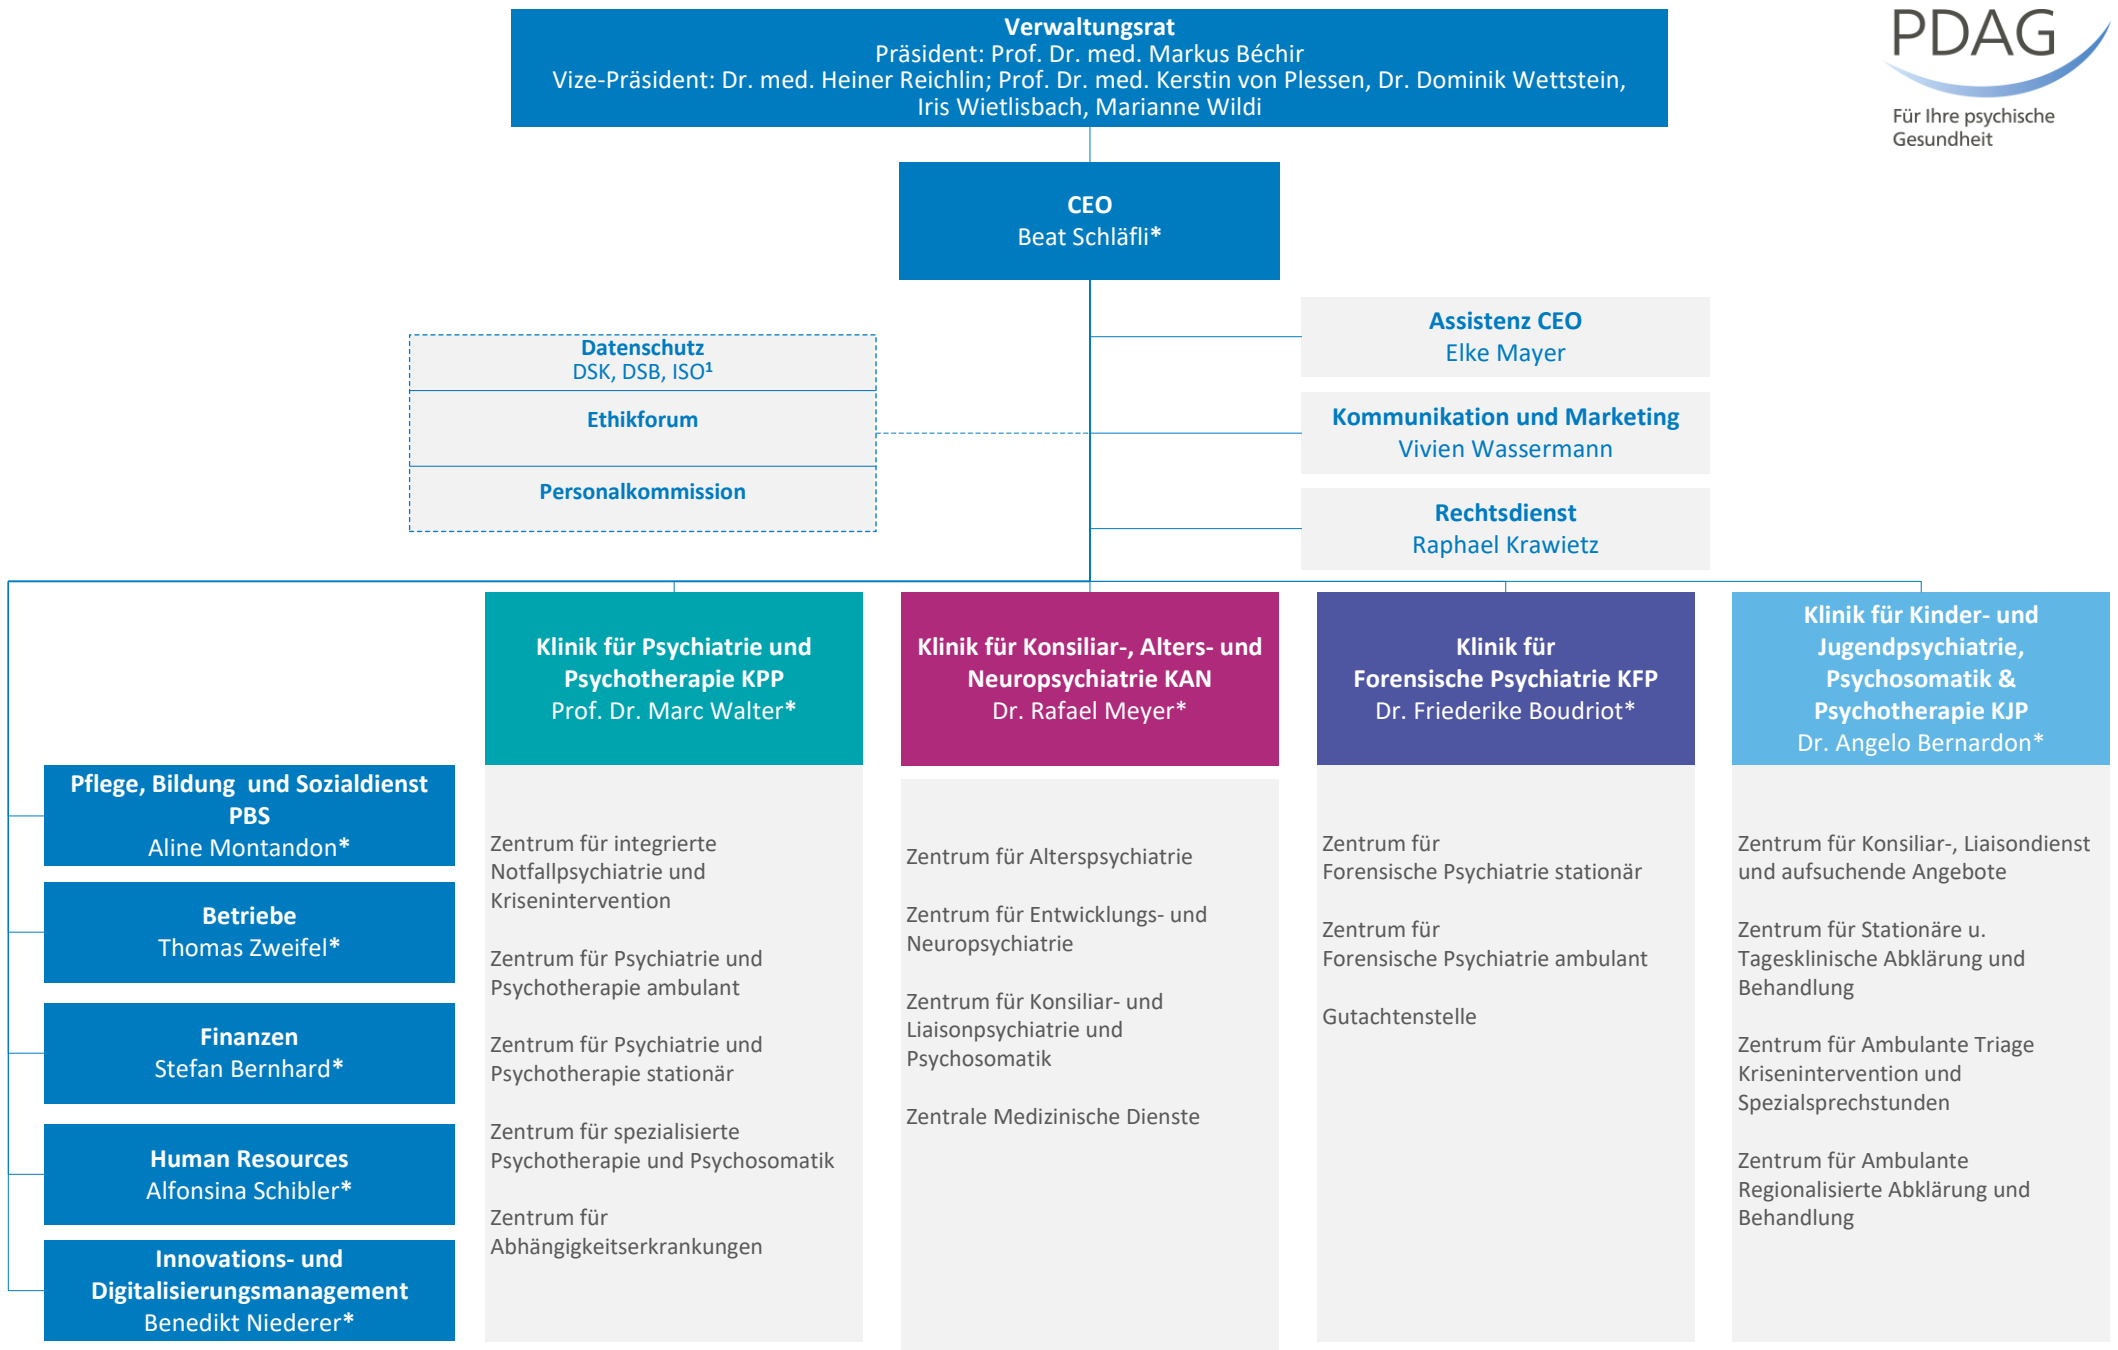 Verwaltungsrat
Präsident: Prof. Dr. med. Markus Béchir
Vize-Präsident: Dr. med. Heiner Reichlin; Prof. Dr. med. Kerstin von Plessen, Dr. Dominik Wettstein,
Iris Wietlisbach, Marianne Wildi
PDAG
Für Ihre psychische
Gesundheit
CEO
Beat Schläfli*
Datenschutz
DSK, DSB, ISO¹
Ethikforum
Personalkommission
Assistenz CEO
Elke Mayer
Kommunikation und Marketing
Vivien Wassermann
Rechtsdienst
Raphael Krawietz
Pflege, Bildung und Sozialdienst
PBS
Aline Montandon*
Betriebe
Thomas Zweifel*
Finanzen
Stefan Bernhard*
Human Resources
Alfonsina Schibler*
Innovations- und
Digitalisierungsmanagement
Benedikt Niederer*
Klinik für Psychiatrie und
Psychotherapie KPP
Prof. Dr. Marc Walter*
Zentrum für integrierte
Notfallpsychiatrie und
Krisenintervention
Zentrum für Psychiatrie und
Psychotherapie ambulant
Zentrum für Psychiatrie und
Psychotherapie stationär
Zentrum für spezialisierte
Psychotherapie und Psychosomatik
Zentrum für
Abhängigkeitserkrankungen
Klinik für Konsiliar-, Alters- und
Neuropsychiatrie KAN
Dr. Rafael Meyer*
Zentrum für Alterspsychiatrie
Zentrum für Entwicklungs- und
Neuropsychiatrie
Zentrum für Konsiliar- und
Liaisonpsychiatrie und
Psychosomatik
Zentrale Medizinische Dienste
Klinik für
Forensische Psychiatrie KFP
Dr. Friederike Boudriot*
Zentrum für
Forensische Psychiatrie stationär
Zentrum für
Forensische Psychiatrie ambulant
Gutachtenstelle
Klinik für Kinder- und
Jugendpsychiatrie,
Psychosomatik &
Psychotherapie KJP
Dr. Angelo Bernardon*
Zentrum für Konsiliar-, Liaisondienst
und aufsuchende Angebote
Zentrum für Stationäre u.
Tagesklinische Abklärung und
Behandlung
Zentrum für Ambulante Triage
Krisenintervention und
Spezialsprechstunden
Zentrum für Ambulante
Regionalisierte Abklärung und
Behandlung